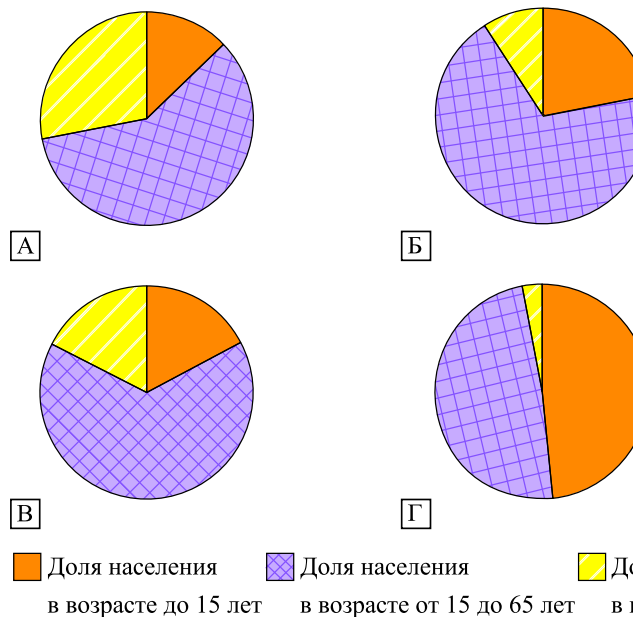 А
Б
В
Г
Доля населения
в возрасте до 15 лет
Доля населения
в возрасте от 15 до 65 лет